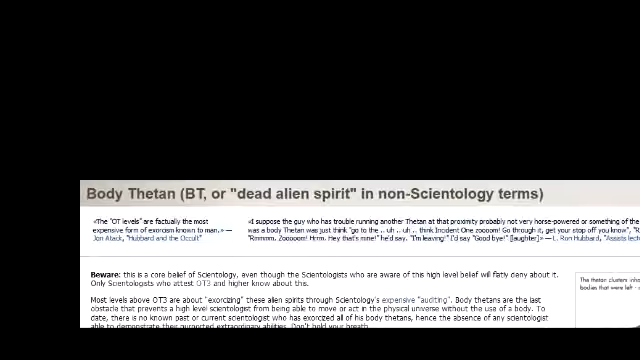 Body Thetan (BT, or "dead alien spirit" in non-Scientology terms)
«The "OT levels" are factually the most
expensive form of exorcism known to man.» —
Jon Atack, "Hubbard and the Occult"
«I suppose the guy who has trouble running another Thetan at that proximity probably not very horse-powered or something of the
was a body Thetan was just think "go to the .. uh .. uh .. think Incident One zoooom! Go through it, get your stop off you know", "R
"Rmmmm, Zoooom! Hrm. Hey that's mine!" he'd say. "I'm leaving!" I'd say "Good bye!" [laughter]» — L. Ron Hubbard, "Assists lech
Beware: this is a core belief of Scientology, even though the Scientologists who are aware of this high level belief will flatly deny about it.
Only Scientologists who attest OT3 and higher know about this.
The thetan clusters inh
bodies that were left -
Most levels above OT3 are about "exorcizing" these alien spirits through Scientology's expensive "auditing". Body thetans are the last
obstacle that prevents a high level scientologist from being able to move or act in the physical universe without the use of a body. To
date, there is no known past or current scientologist who has exorcized all of his body thetans, hence the absence of any scientologist
able to demonstrate their purported extraordinary abilities. Don't hold your breath.